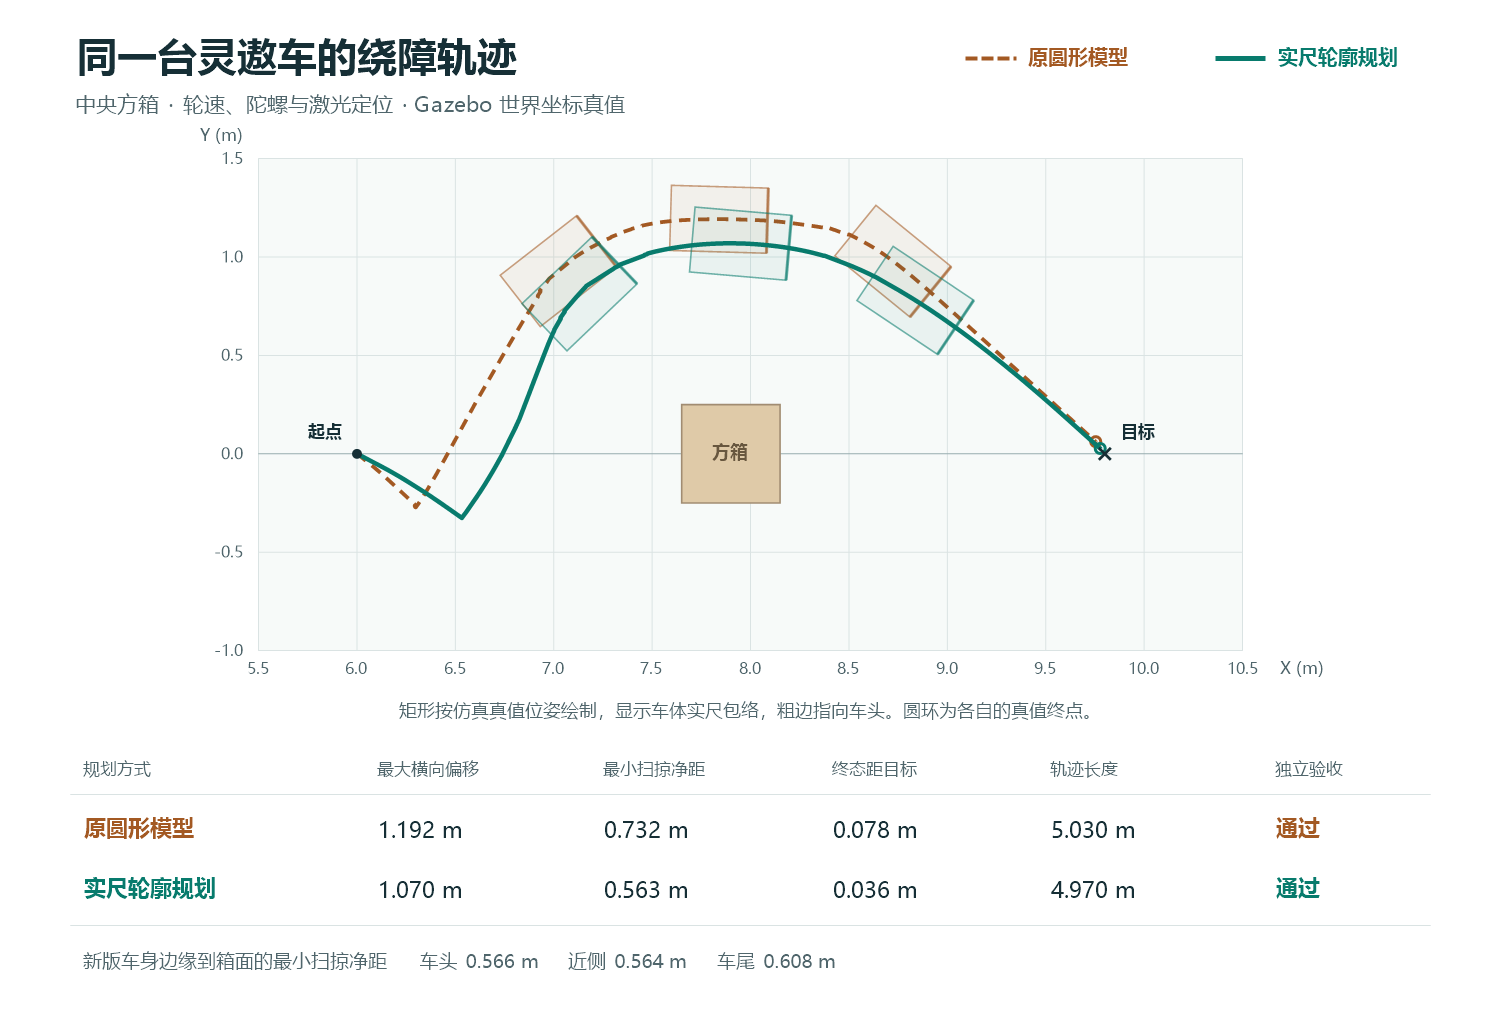 同一台灵遨车的绕障轨迹
原圆形模型
实尺轮廓规划
中央方箱 · 轮速、陀螺与激光定位 · Gazebo 世界坐标真值
Y (m)
1.5
1.0
0.5
0.0
-0.5
-1.0
起点
方箱
目标
5.5 6.0 6.5 7.0 7.5 8.0 8.5 9.0 9.5 10.0 10.5 X (m)
矩形按仿真真值位姿绘制，显示车体实尺包络，粗边指向车头。圆环为各自的真值终点。
规划方式 最大横向偏移 最小扫掠净距 终态距目标 轨迹长度 独立验收
原圆形模型 1.192 m 0.732 m 0.078 m 5.030 m 通过
实尺轮廓规划 1.070 m 0.563 m 0.036 m 4.970 m 通过
新版车身边缘到箱面的最小扫掠净距 车头 0.566 m 近侧 0.564 m 车尾 0.608 m